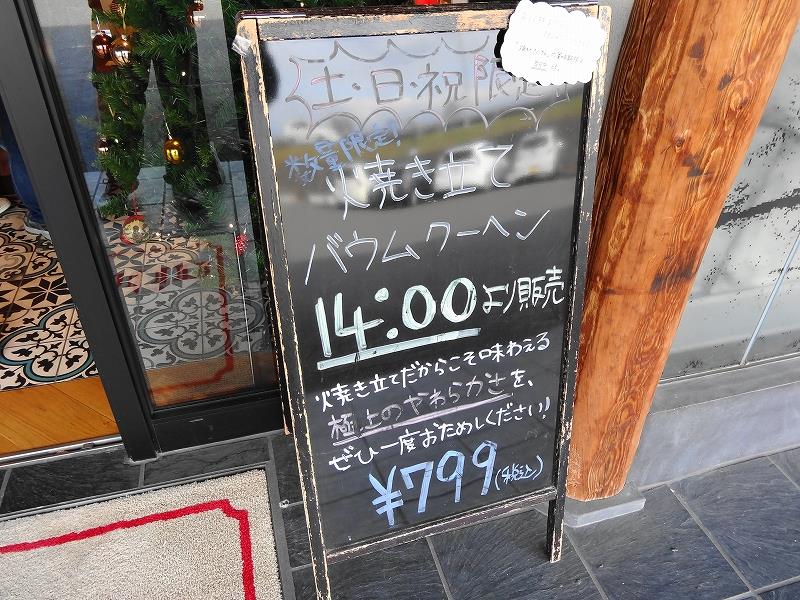 土・日・祝限定
数量限定!
焼き立て
バウムクーヘン
14:00より販売
焼き立てだからこそ味わえる
極上のやわらかさを、
ぜひ一度おためしください!
¥799(税込)